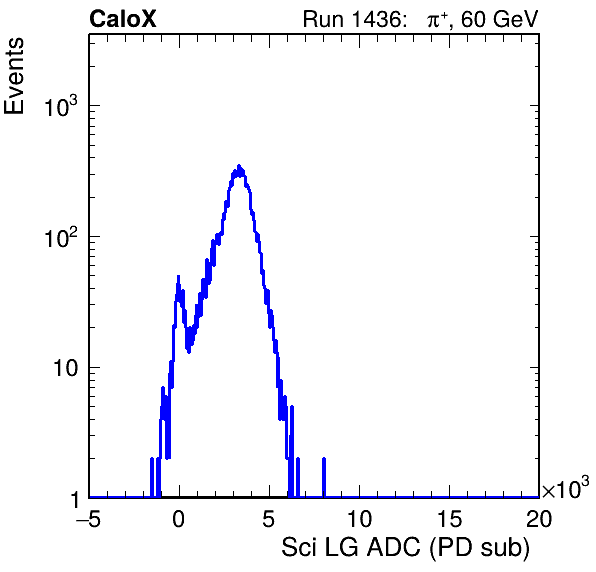 CaloX Run 1436: π⁺, 60 GeV
Events
10³
10²
10
1
−5 0 5 10 15 20 ×10³
Sci LG ADC (PD sub)